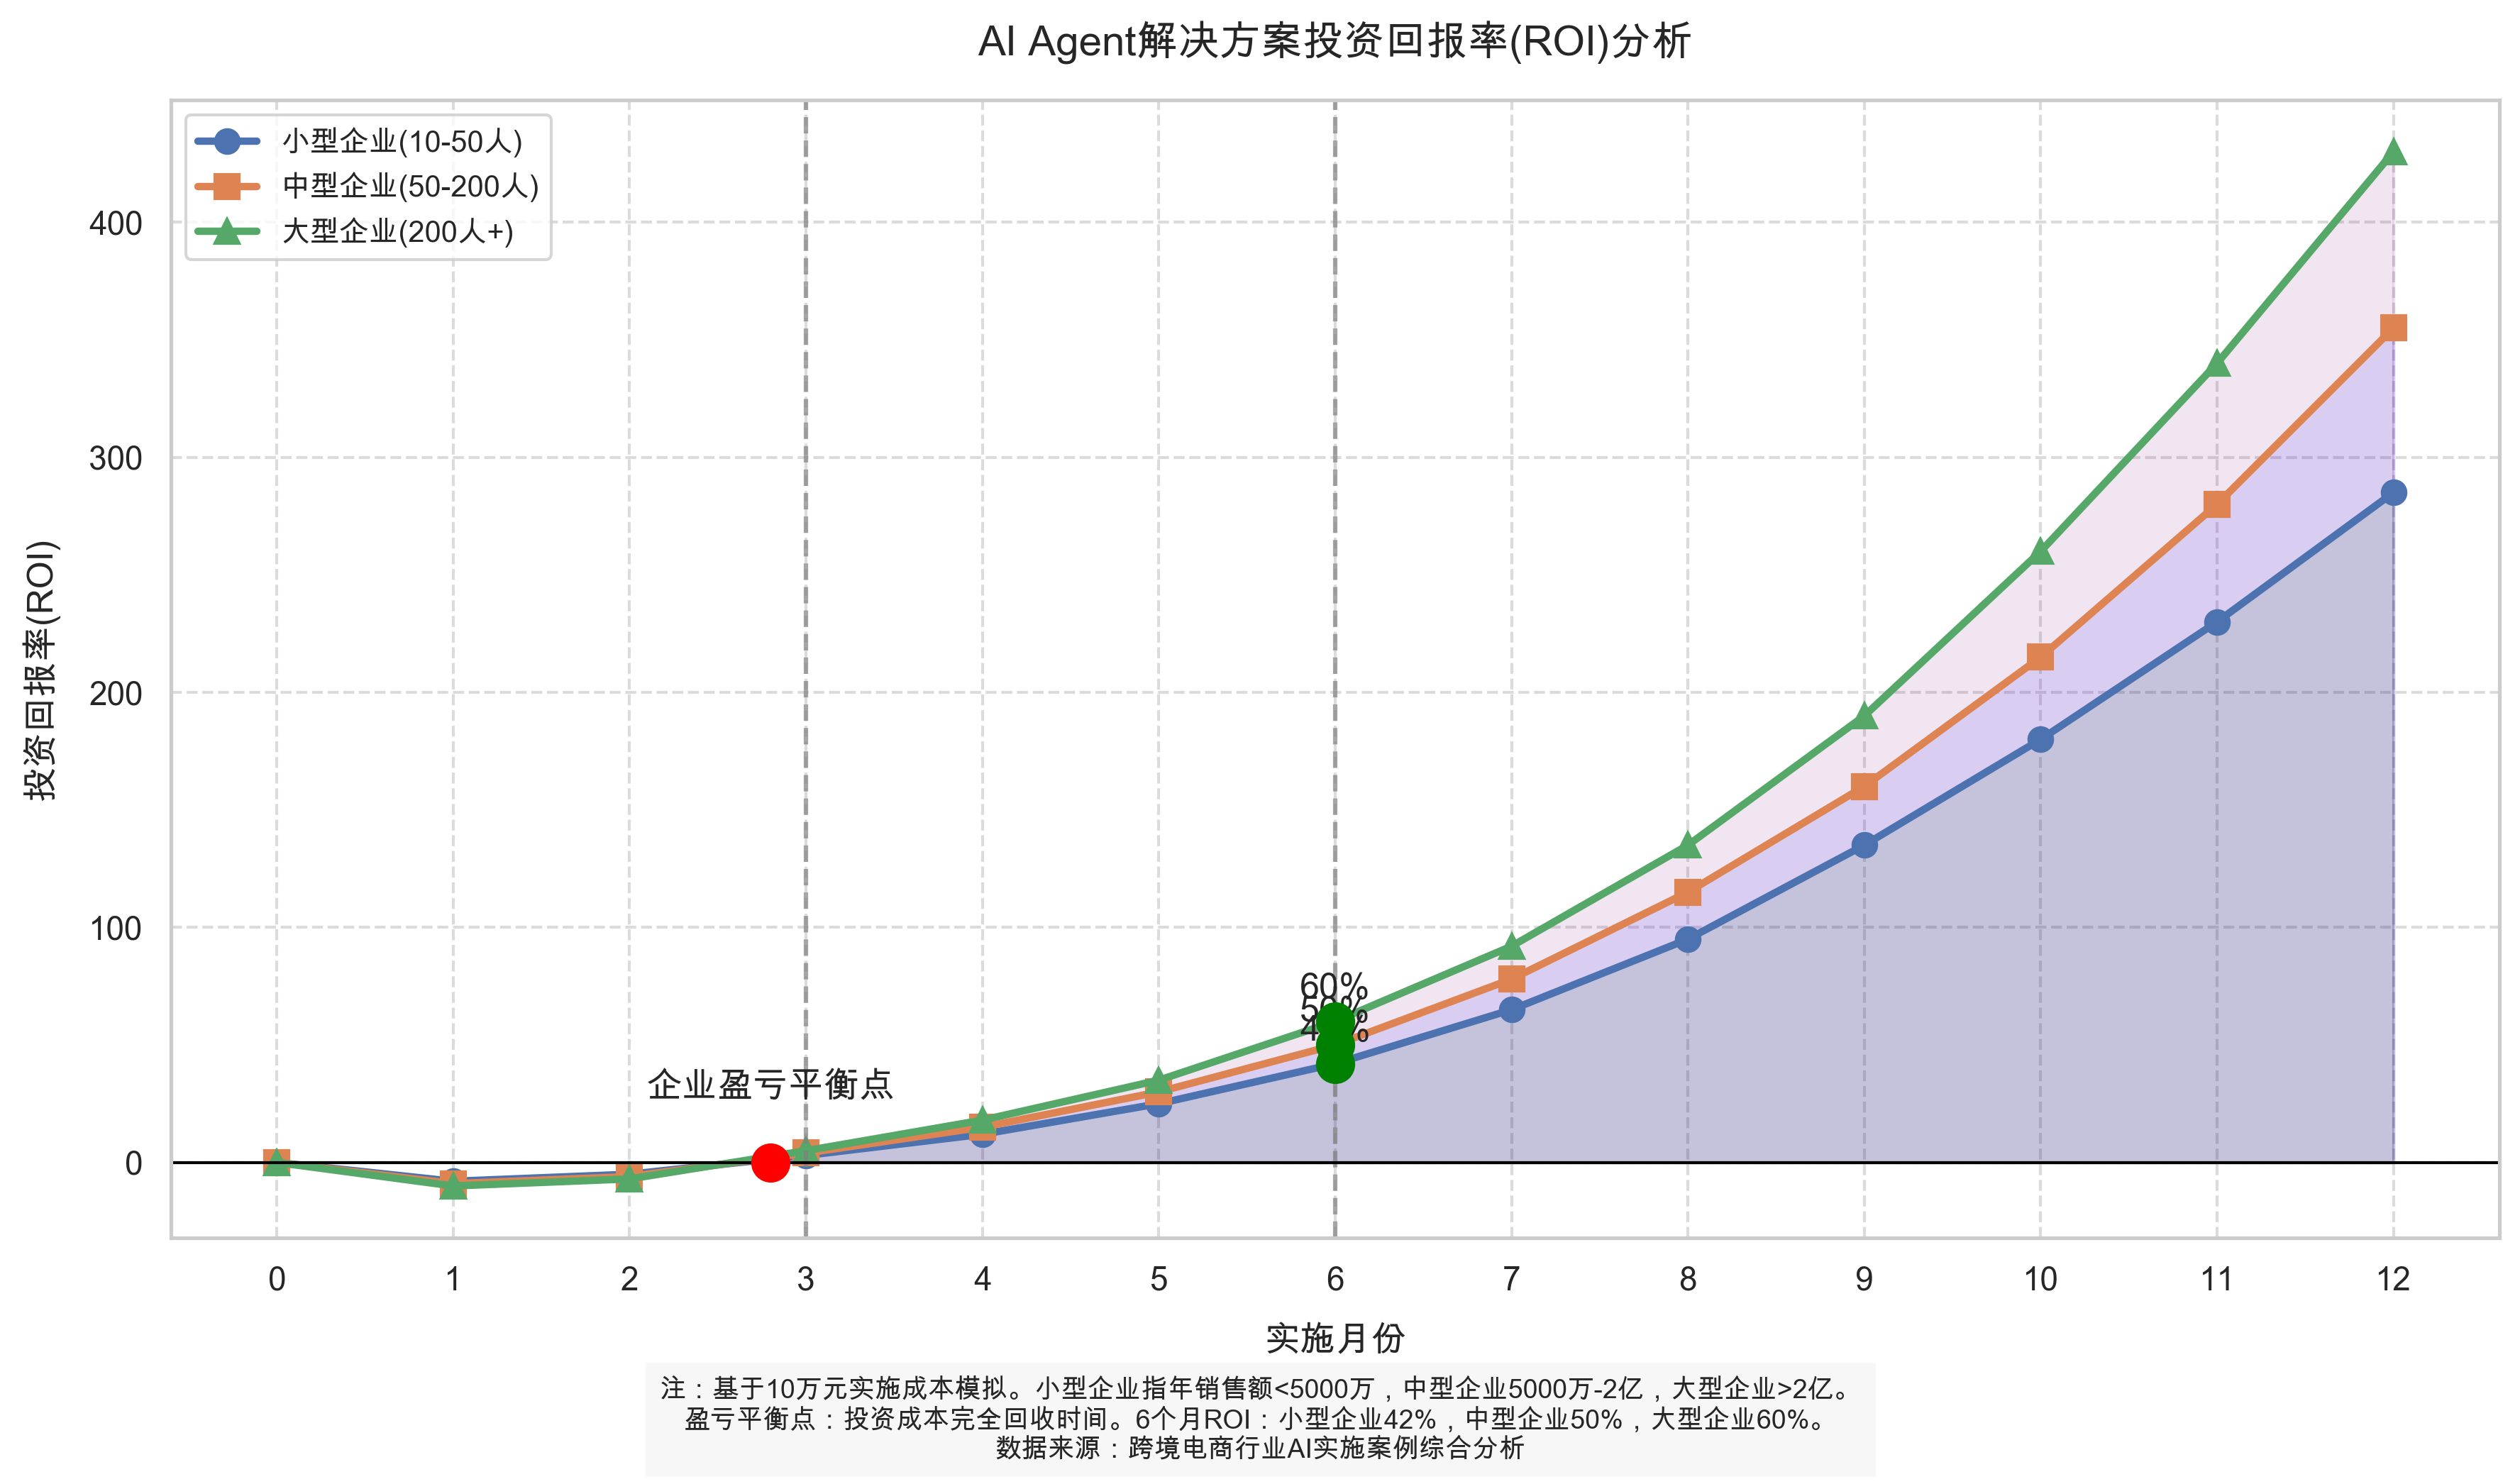 AI Agent解决方案投资回报率(ROI)分析
小型企业(10-50人)
中型企业(50-200人)
大型企业(200人+)
投资回报率(ROI)
400
300
200
100
0
60%
50%
企业盈亏平衡点
0 1 2 3 4 5 6 7 8 9 10 11 12
实施月份
注：基于10万元实施成本模拟。小型企业指年销售额<5000万，中型企业5000万-2亿，大型企业>2亿。
盈亏平衡点：投资成本完全回收时间。6个月ROI：小型企业42%，中型企业50%，大型企业60%。
数据来源：跨境电商行业AI实施案例综合分析